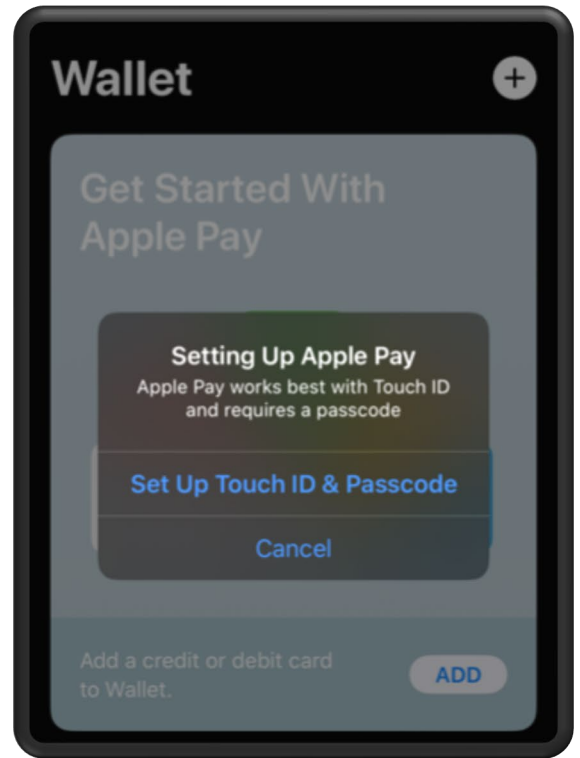 Wallet
Get Started With
Apple Pay
Setting Up Apple Pay
Apple Pay works best with Touch ID
and requires a passcode
Set Up Touch ID & Passcode
Cancel
Add a credit or debit card
to Wallet.
ADD